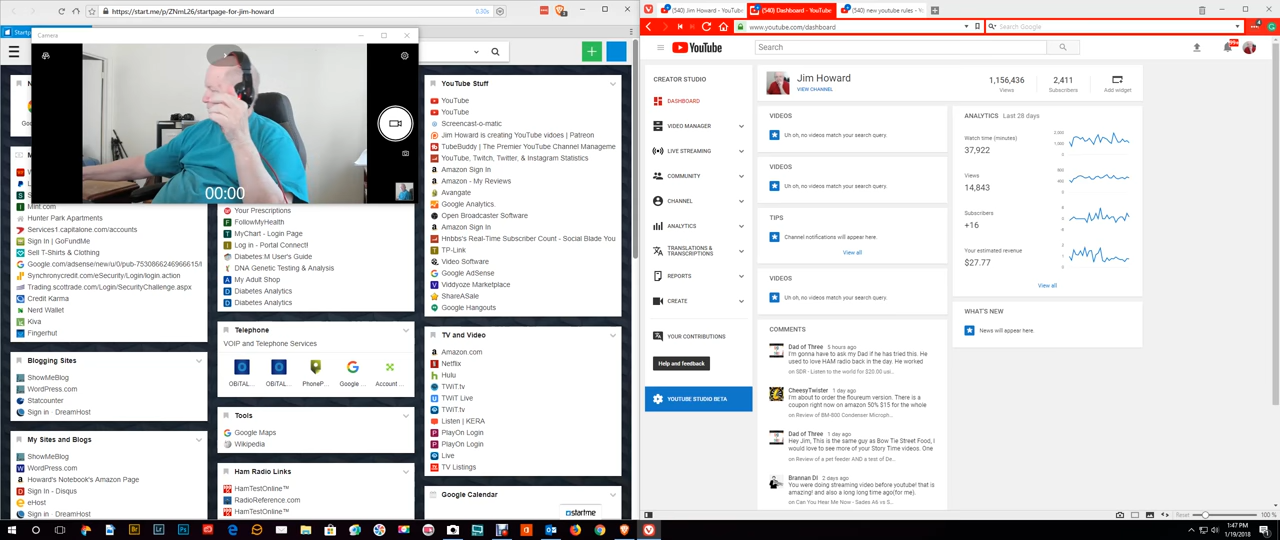 https://start.me/p/ZNmL26/startpage-for-jim-howard
0.30s
Camera
00:00
Mint.com
Hunter Park Apartments
Services1.capitalone.com/accounts
Sign In | GoFundMe
Sell T-Shirts & Clothing
Google.com/adsense/new/u/0/pub-7530866246966615/
Synchronycredit.com/eSecurity/Login/login.action
Trading.scottrade.com/Login/SecurityChallenge.aspx
Credit Karma
Nerd Wallet
Kiva
Fingerhut
Blogging Sites
ShowMeBlog
WordPress.com
Statcounter
Sign in · DreamHost
My Sites and Blogs
ShowMeBlog
WordPress.com
Howard's Notebook's Amazon Page
Sign In - Disqus
eHost
Sign in · DreamHost
Your Prescriptions
FollowMyHealth
MyChart - Login Page
Log in - Portal Connect!
Diabetes:M User's Guide
DNA Genetic Testing & Analysis
My Adult Shop
Diabetes Analytics
Diabetes Analytics
Telephone
VOIP and Telephone Services
OBiTAL...
OBiTAL...
PhoneP...
Google ...
Account ...
Tools
Google Maps
Wikipedia
Ham Radio Links
HamTestOnline™
RadioReference.com
HamTestOnline™
YouTube Stuff
YouTube
YouTube
Screencast-o-matic
Jim Howard is creating YouTube vidoes | Patreon
TubeBuddy | The Premier YouTube Channel Manageme
YouTube, Twitch, Twitter, & Instagram Statistics
Amazon Sign In
Amazon - My Reviews
Avangate
Google Analytics
Open Broadcaster Software
Amazon Sign In
Hnbbs's Real-Time Subscriber Count - Social Blade You
TP-Link
Video Software
Google AdSense
Viddyoze Marketplace
ShareASale
Google Hangouts
TV and Video
Amazon.com
Netflix
Hulu
TWiT.tv
TWiT Live
TWiT.tv
Listen | KERA
PlayOn Login
PlayOn Login
Live
TV Listings
Google Calendar
startme
(540) Jim Howard - YouTube
(540) Dashboard - YouTube
(540) new youtube rules - Yo
www.youtube.com/dashboard
Search Google
YouTube
Search
CREATOR STUDIO
DASHBOARD
VIDEO MANAGER
LIVE STREAMING
COMMUNITY
CHANNEL
ANALYTICS
TRANSLATIONS &
TRANSCRIPTIONS
REPORTS
CREATE
YOUR CONTRIBUTIONS
Help and feedback
YOUTUBE STUDIO BETA
Jim Howard
VIEW CHANNEL
1,156,436
Views
2,411
Subscribers
Add widget
VIDEOS
Uh oh, no videos match your search query.
VIDEOS
Uh oh, no videos match your search query.
TIPS
Channel notifications will appear here.
View all
VIDEOS
Uh oh, no videos match your search query.
COMMENTS
Dad of Three 5 hours ago
I'm gonna have to ask my Dad if he has tried this. He
used to love HAM radio back in the day. He worked
on SDR - Listen to the world for $20.00 usi...
CheesyTwister 1 day ago
I'm about to order the floureum version. There is a
coupon right now on amazon 50% $15 for the whole
on Review of BM-800 Condenser Microph...
Dad of Three 1 day ago
Hey Jim, This is the same guy as Bow Tie Street Food, I
would love to see more of your Story Time videos. One
on Review of a pet feeder AND a test of De...
Brannan DI 2 days ago
You were doing streaming video before youtube! that is
amazing! and also a long long time ago(for me).
on Can You Hear Me Now - Sades A6 vs S...
ANALYTICS Last 28 days
Watch time (minutes)
37,922
Views
14,843
Subscribers
+16
Your estimated revenue
$27.77
View all
WHAT'S NEW
News will appear here.
Reset
100 %
1:47 PM
1/19/2018